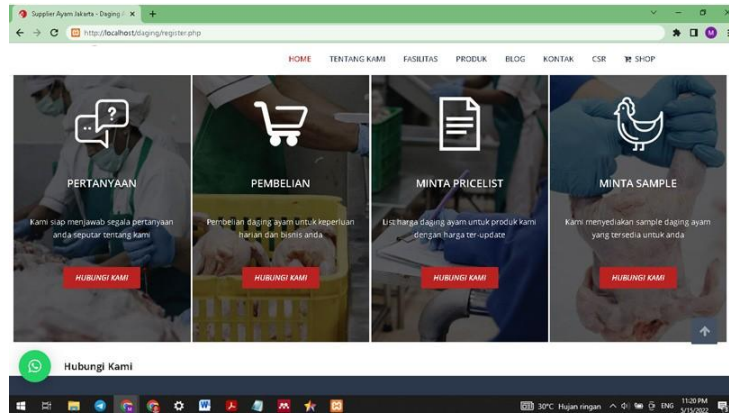 Supplier Ayam Jakarta - Daging A
http://localhost/daging/register.php
HOME TENTANG KAMI FASILITAS PRODUK BLOG KONTAK CSR SHOP
PERTANYAAN
Kami siap menjawab segala pertanyaan
anda seputar tentang kami
HUBUNGI KAMI
PEMBELIAN
Pembelian daging ayam untuk keperluan
harian dan bisnis anda
HUBUNGI KAMI
MINTA PRICELIST
List harga daging ayam untuk produk kami
dengan harga ter-update
HUBUNGI KAMI
MINTA SAMPLE
Kami menyediakan sample daging ayam
yang tersedia untuk anda
HUBUNGI KAMI
Hubungi Kami
30°C Hujan ringan ENG 11:20 PM
5/15/2022